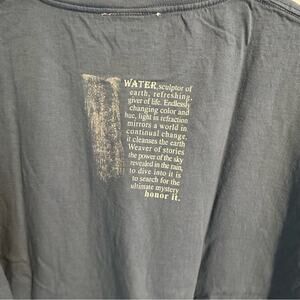 WATER, sculptor of
earth, refreshing,
giver of life. Endlessly
changing color and
hue, light in refraction
mirrors a world in
continual change,
it cleanses the earth
Weaver of stories
the power of the sky
revealed in the rain,
to dive into it is
to search for the
ultimate mystery
honor it.